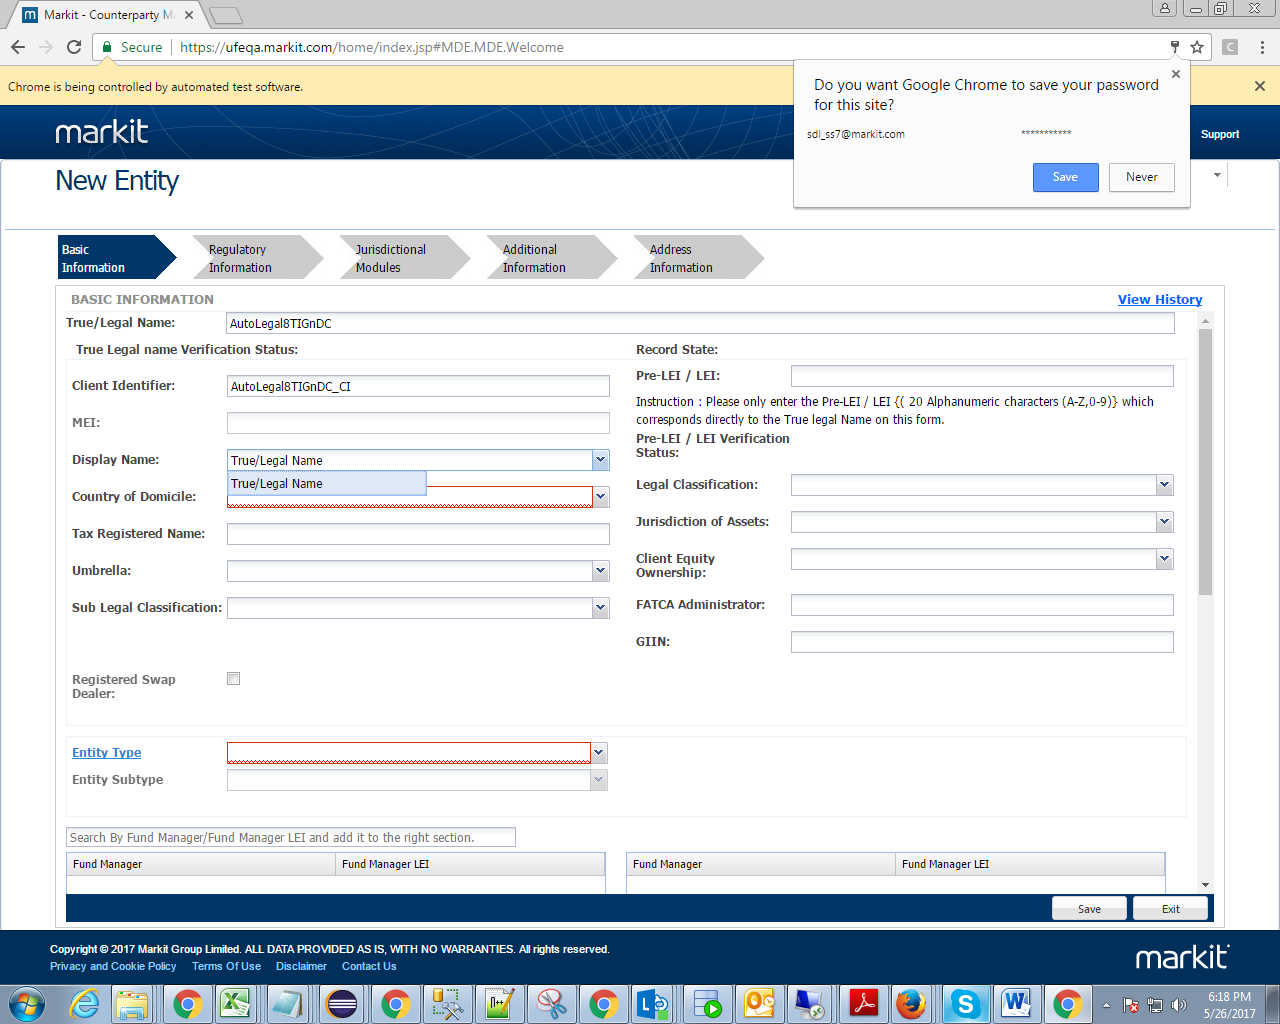 Markit - Counterparty M
Secure
https://ufeqa.markit.com/home/index.jsp#MDE.MDE.Welcome
Chrome is being controlled by automated test software.
Do you want Google Chrome to save your password
for this site?
sdl_ss7@markit.com ***********
Save Never
markit
Support
New Entity
Basic
Information
Regulatory
Information
Jurisdictional
Modules
Additional
Information
Address
Information
BASIC INFORMATION View History
True/Legal Name: AutoLegal8TIGnDC
True Legal name Verification Status:
Record State:
Client Identifier: AutoLegal8TIGnDC_CI
Pre-LEI / LEI:
Instruction : Please only enter the Pre-LEI / LEI {( 20 Alphanumeric characters (A-Z,0-9)} which
corresponds directly to the True legal Name on this form.
MEI:
Pre-LEI / LEI Verification
Status:
Display Name: True/Legal Name
True/Legal Name
Legal Classification:
Country of Domicile:
Jurisdiction of Assets:
Tax Registered Name:
Client Equity
Ownership:
Umbrella:
FATCA Administrator:
Sub Legal Classification:
GIIN:
Registered Swap
Dealer:
Entity Type
Entity Subtype
Search By Fund Manager/Fund Manager LEI and add it to the right section.
Fund Manager Fund Manager LEI Fund Manager Fund Manager LEI
Save Exit
Copyright © 2017 Markit Group Limited. ALL DATA PROVIDED AS IS, WITH NO WARRANTIES. All rights reserved.
Privacy and Cookie Policy Terms Of Use Disclaimer Contact Us
markit
6:18 PM
5/26/2017